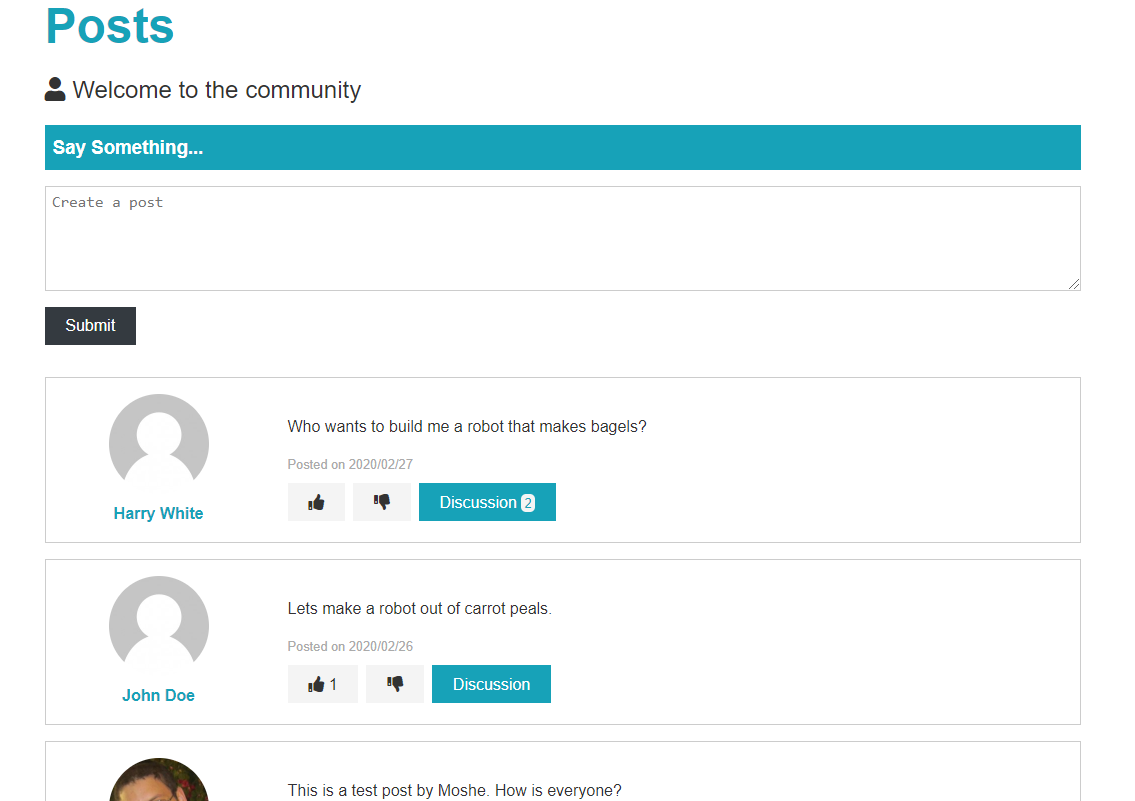 Posts
Welcome to the community
Say Something...
Create a post
Submit
Who wants to build me a robot that makes bagels?
Posted on 2020/02/27
Discussion 2
Harry White
Lets make a robot out of carrot peals.
Posted on 2020/02/26
1
Discussion
John Doe
This is a test post by Moshe. How is everyone?